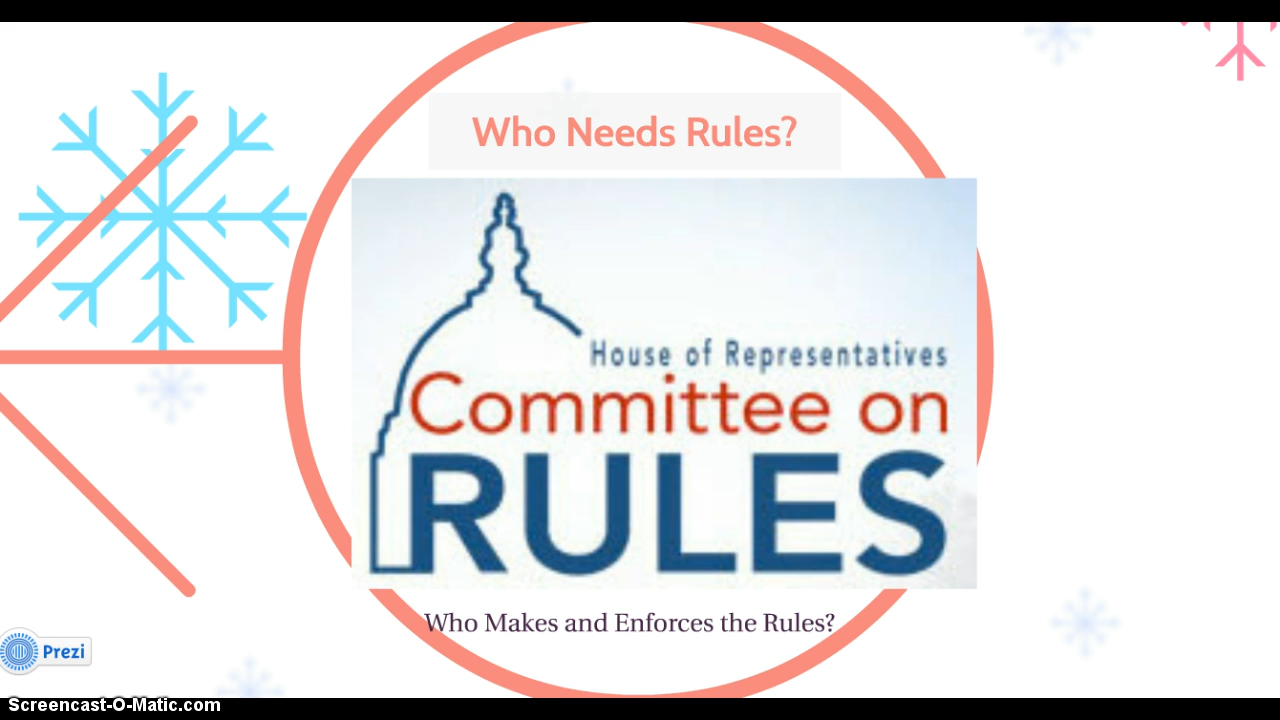 Who Needs Rules?
House of Representatives
Committee on
RULES
Who Makes and Enforces the Rules?
Prezi
Screencast-O-Matic.com